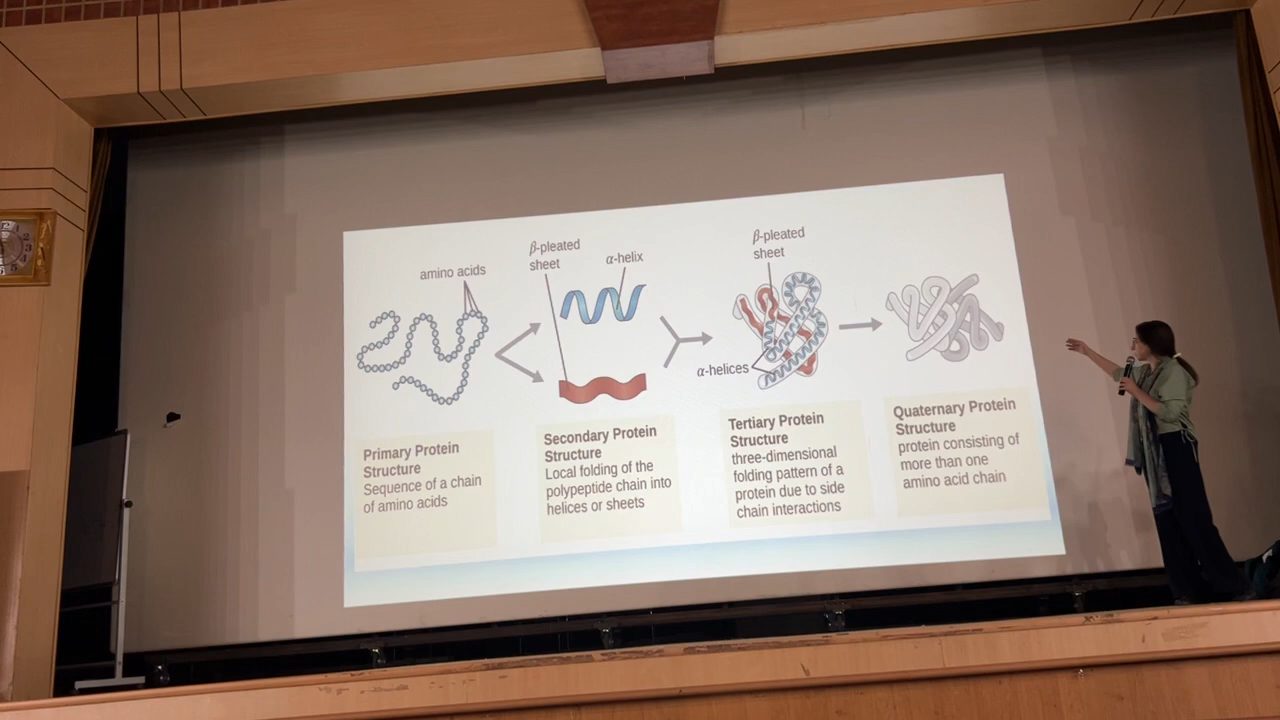 amino acids
β-pleated
sheet
α-helix
β-pleated
sheet
α-helices
Primary Protein
Structure
Sequence of a chain
of amino acids
Secondary Protein
Structure
Local folding of the
polypeptide chain into
helices or sheets
Tertiary Protein
Structure
three-dimensional
folding pattern of a
protein due to side
chain interactions
Quaternary Protein
Structure
protein consisting of
more than one
amino acid chain